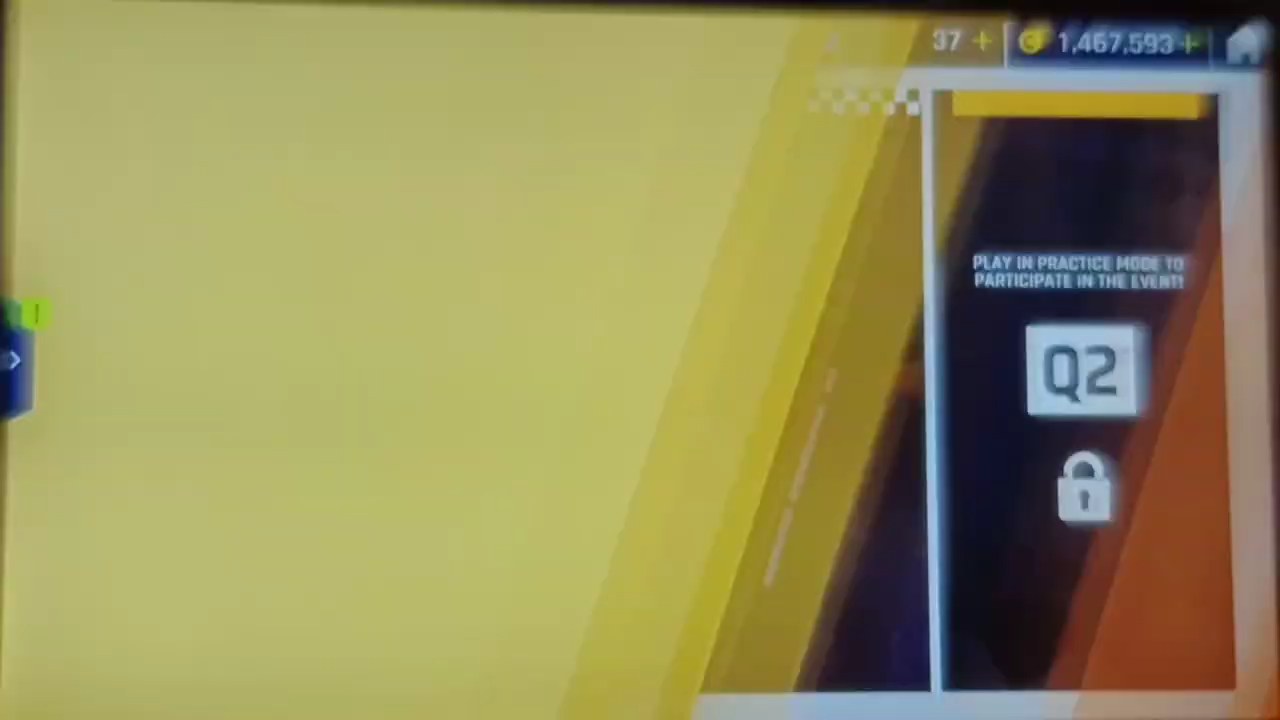 37 +
1,467,593 +
!
PLAY IN PRACTICE MODE TO
PARTICIPATE IN THE EVENT!
Q2